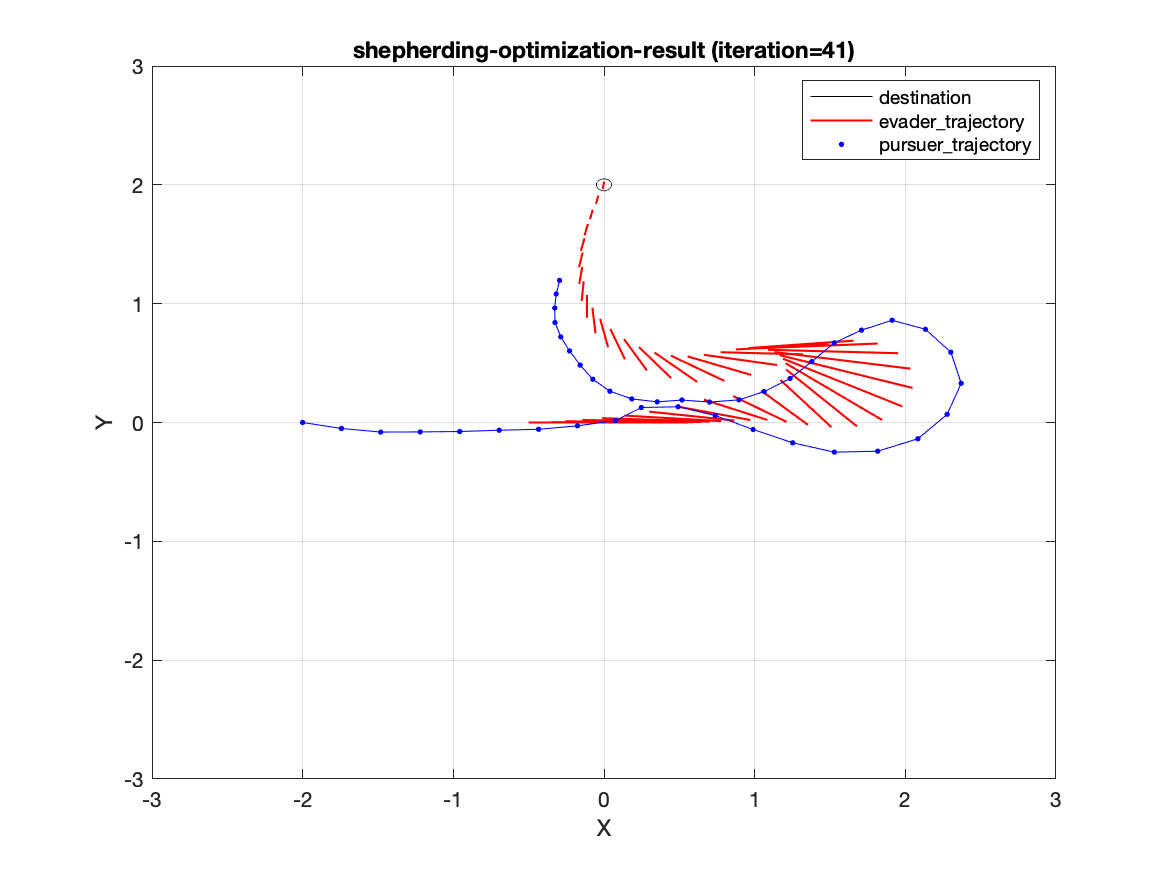 shepherding-optimization-result (iteration=41)
destination
evader_trajectory
pursuer_trajectory
3
2
1
0
-1
-2
-3
Y
-3 -2 -1 0 1 2 3
X